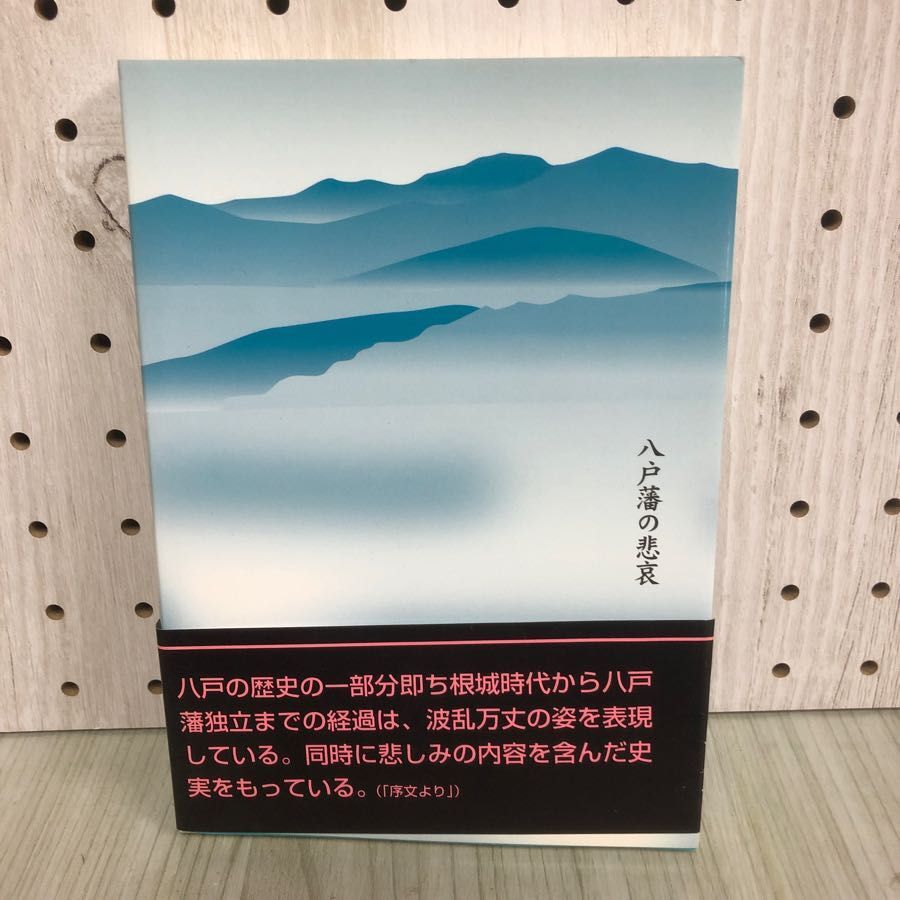 八戸藩の悲哀
八戸の歴史の一部分即ち根城時代から八戸
藩独立までの経過は、波乱万丈の姿を表現
している。同時に悲しみの内容を含んだ史
実をもっている。(「序文より」)